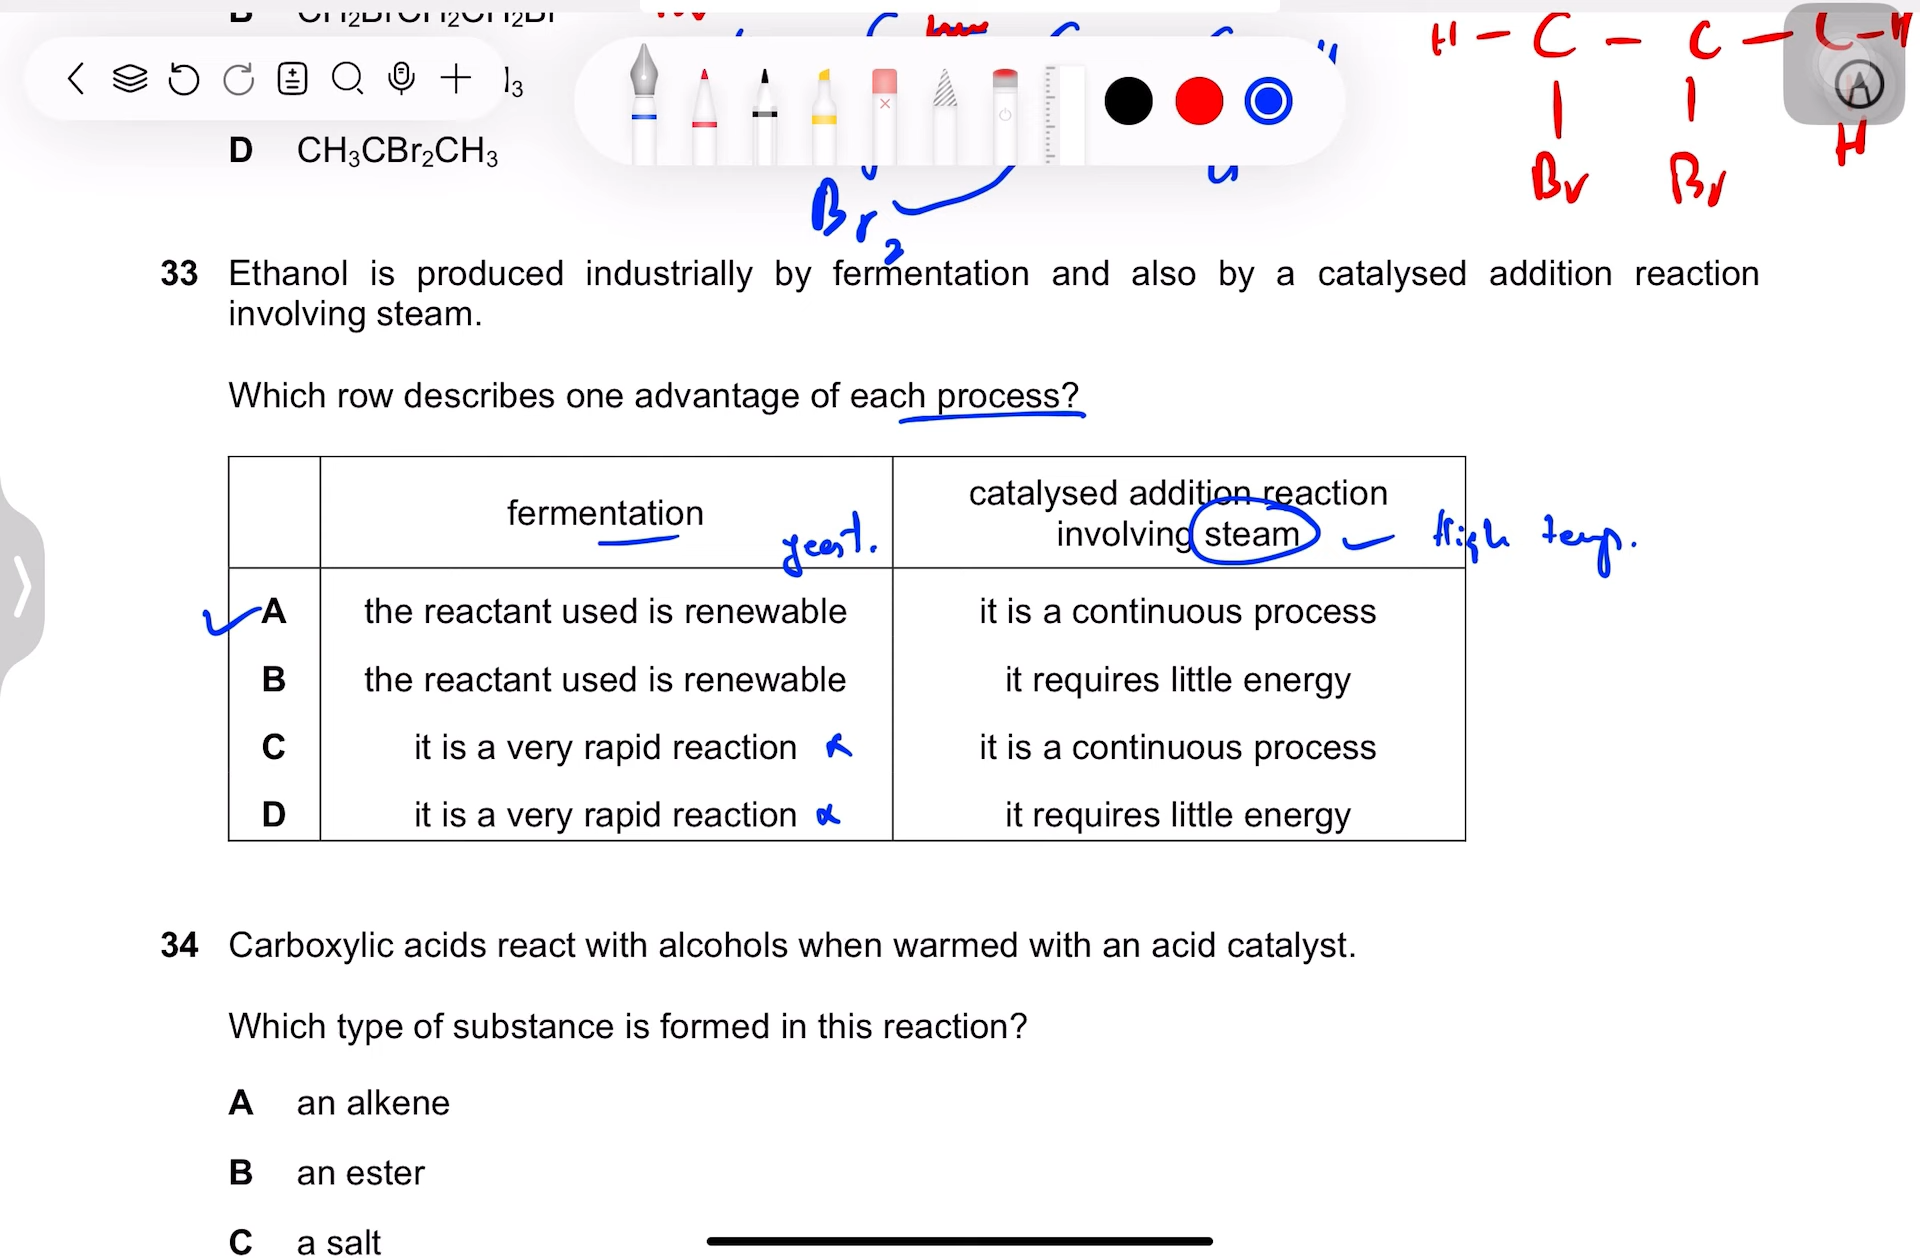 H – C – C – C – H
Br Br H
D CH₃CBr₂CH₃
Br₂
33 Ethanol is produced industrially by fermentation and also by a catalysed addition reaction
involving steam.
Which row describes one advantage of each process?
fermentation
catalysed addition reaction
involving steam
yeast.
High temp.
A the reactant used is renewable it is a continuous process
B the reactant used is renewable it requires little energy
C it is a very rapid reaction it is a continuous process
D it is a very rapid reaction it requires little energy
34 Carboxylic acids react with alcohols when warmed with an acid catalyst.
Which type of substance is formed in this reaction?
A an alkene
B an ester
C a salt